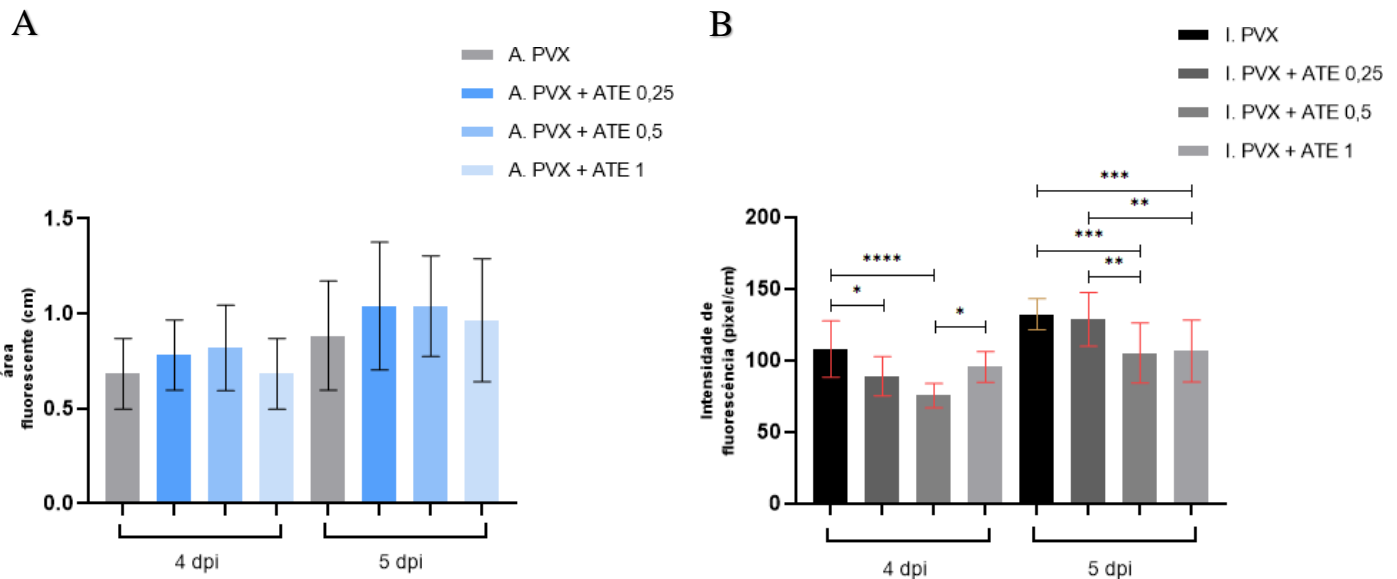 A
A. PVX
A. PVX + ATE 0,25
A. PVX + ATE 0,5
A. PVX + ATE 1
área
fluorescente (cm)
1.5
1.0
0.5
0.0
4 dpi
5 dpi
B
I. PVX
I. PVX + ATE 0,25
I. PVX + ATE 0,5
I. PVX + ATE 1
Intensidade de
fluorescéncia (pixel/cm)
200
150
100
50
0
***
**
***
**
****
*
*
4 dpi
5 dpi